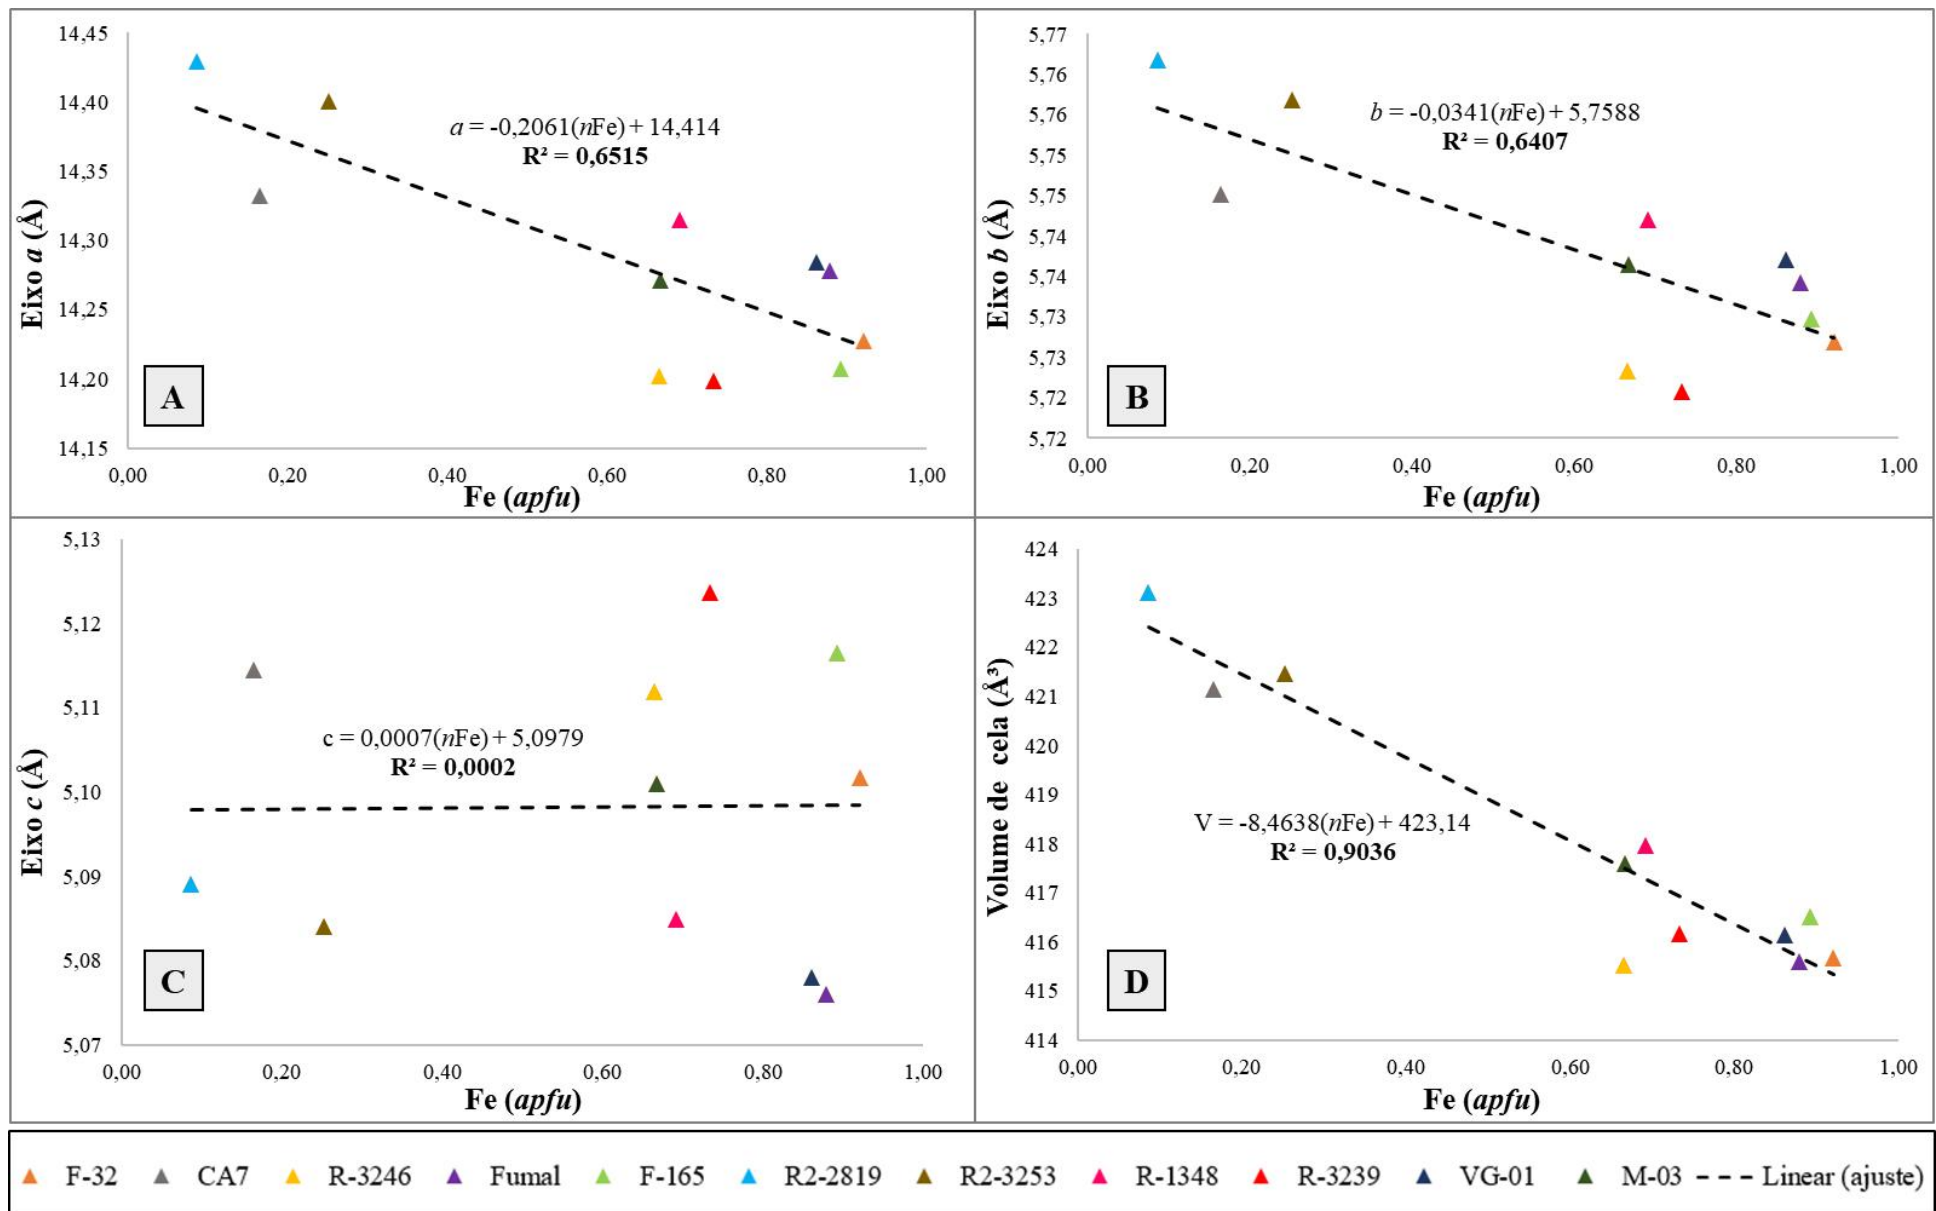 14,45
14,40
14,35
14,30
14,25
14,20
14,15
0,00 0,20 0,40 0,60 0,80 1,00
Eixo a (Å)
Fe (apfu)
a = -0,2061(nFe) + 14,414
R² = 0,6515
A
5,77
5,76
5,76
5,75
5,75
5,74
5,74
5,73
5,73
5,72
5,72
0,00 0,20 0,40 0,60 0,80 1,00
Eixo b (Å)
Fe (apfu)
b = -0,0341(nFe) + 5,7588
R² = 0,6407
B
5,13
5,12
5,11
5,10
5,09
5,08
5,07
0,00 0,20 0,40 0,60 0,80 1,00
Eixo c (Å)
Fe (apfu)
c = 0,0007(nFe) + 5,0979
R² = 0,0002
C
424
423
422
421
420
419
418
417
416
415
414
0,00 0,20 0,40 0,60 0,80 1,00
Volume de cela (Å³)
Fe (apfu)
V = -8,4638(nFe) + 423,14
R² = 0,9036
D
F-32 CA7 R-3246 Fumal F-165 R2-2819 R2-3253 R-1348 R-3239 VG-01 M-03 Linear (ajuste)